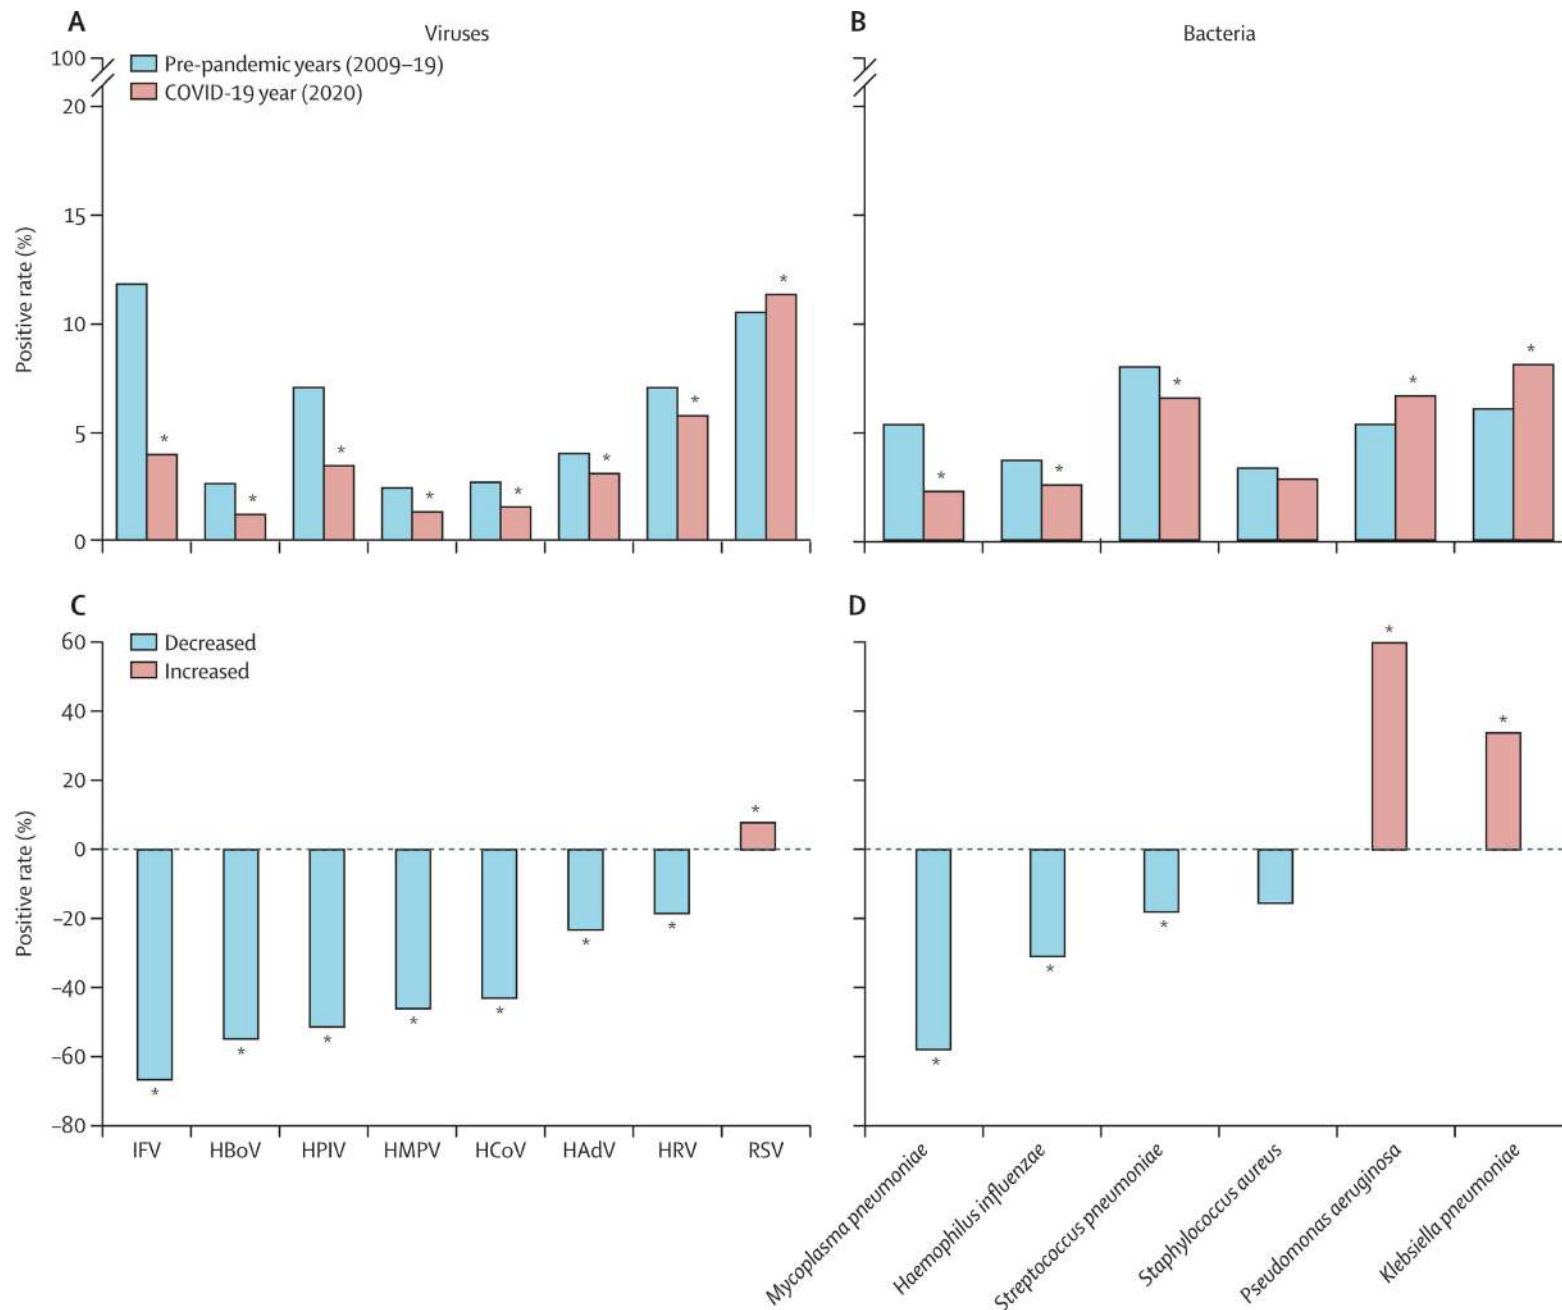 A
Viruses
100
Pre-pandemic years (2009–19)
COVID-19 year (2020)
20
15
10
5
0
Positive rate (%)
*
*
*
*
*
*
*
*
B
Bacteria
*
*
*
*
*
C
Decreased
Increased
60
40
20
0
–20
–40
–60
–80
Positive rate (%)
*
*
*
*
*
*
*
*
IFV
HBoV
HPIV
HMPV
HCoV
HAdV
HRV
RSV
D
*
*
*
*
*
Mycoplasma pneumoniae
Haemophilus influenzae
Streptococcus pneumoniae
Staphylococcus aureus
Pseudomonas aeruginosa
Klebsiella pneumoniae